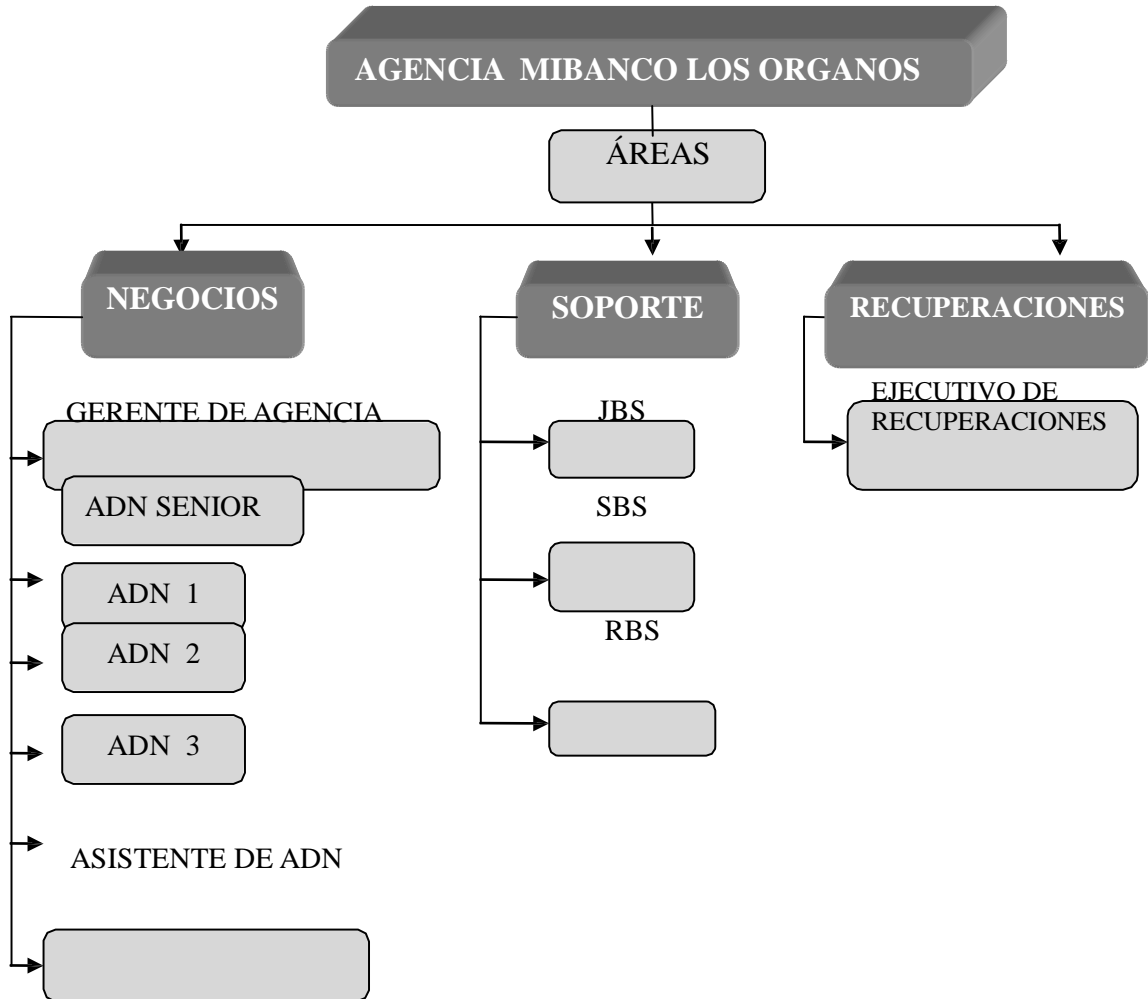 AGENCIA MIBANCO LOS ORGANOS
ÁREAS
NEGOCIOS
GERENTE DE AGENCIA
ADN SENIOR
ADN 1
ADN 2
ADN 3
ASISTENTE DE ADN
SOPORTE
JBS
SBS
RBS
RECUPERACIONES
EJECUTIVO DE
RECUPERACIONES